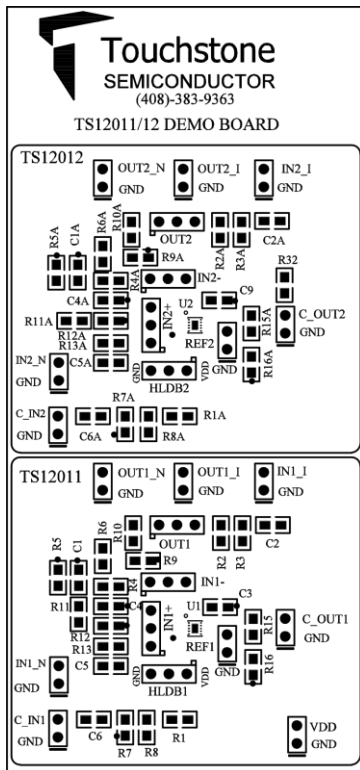 Touchstone
SEMICONDUCTOR
(408)-383-9363
TS12011/12 DEMO BOARD
TS12012
OUT2_N
GND
OUT2_I
GND
IN2_I
GND
R10A
R6A
OUT2
R2A
R3A
C2A
R5A
C1A
R9A
R4A
IN2-
R32
C4A
C9
U2
IN2+
R11A
R12A
R13A
R15A
C_OUT2
GND
REF2
GND
IN2_N
GND
C5A
GND
HLDB2
VDD
R16A
C_IN2
GND
R7A
C6A
R8A
R1A
TS12011
OUT1_N
GND
OUT1_I
GND
IN1_I
GND
R6
R10
OUT1
R2
R3
C2
R5
C1
R9
R4
IN1-
R11
C4
C3
U1
IN1+
R12
R13
R15
C_OUT1
GND
REF1
GND
IN1_N
GND
C5
GND
HLDB1
VDD
R16
C_IN1
GND
C6
R7
R8
R1
VDD
GND